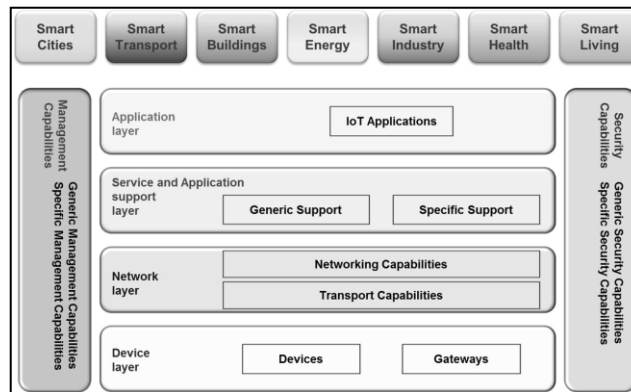 Smart
Cities
Smart
Transport
Smart
Buildings
Smart
Energy
Smart
Industry
Smart
Health
Smart
Living
Management
Capabilities
Generic Management Capabilities
Specific Management Capabilities
Application
layer
IoT Applications
Service and Application
support
layer
Generic Support
Specific Support
Network
layer
Networking Capabilities
Transport Capabilities
Device
layer
Devices
Gateways
Security
Capabilities
Generic Security Capabilities
Specific Security Capabilities